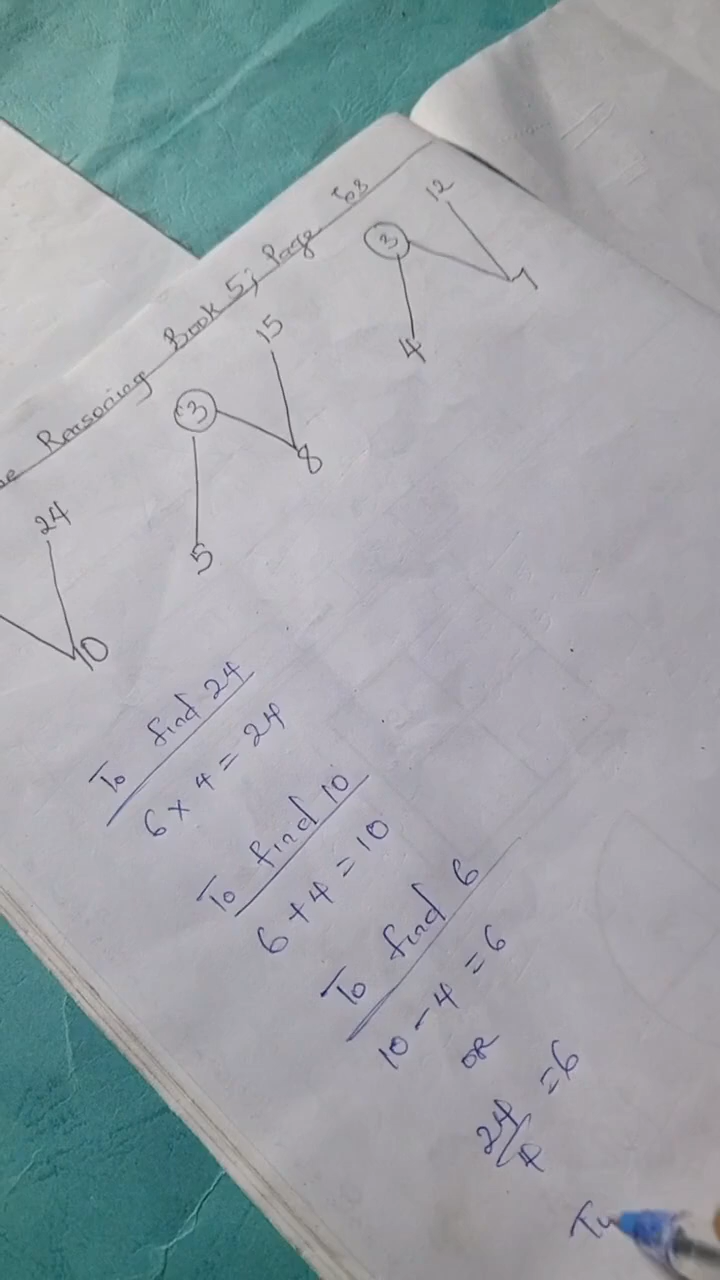 Reasoning Book 5; Page
24
10
3
15
5
8
3
12
4
7
To find 24
6 × 4 = 24
To find 10
6 + 4 = 10
To find 6
10 - 4 = 6
OR
24/4 = 6